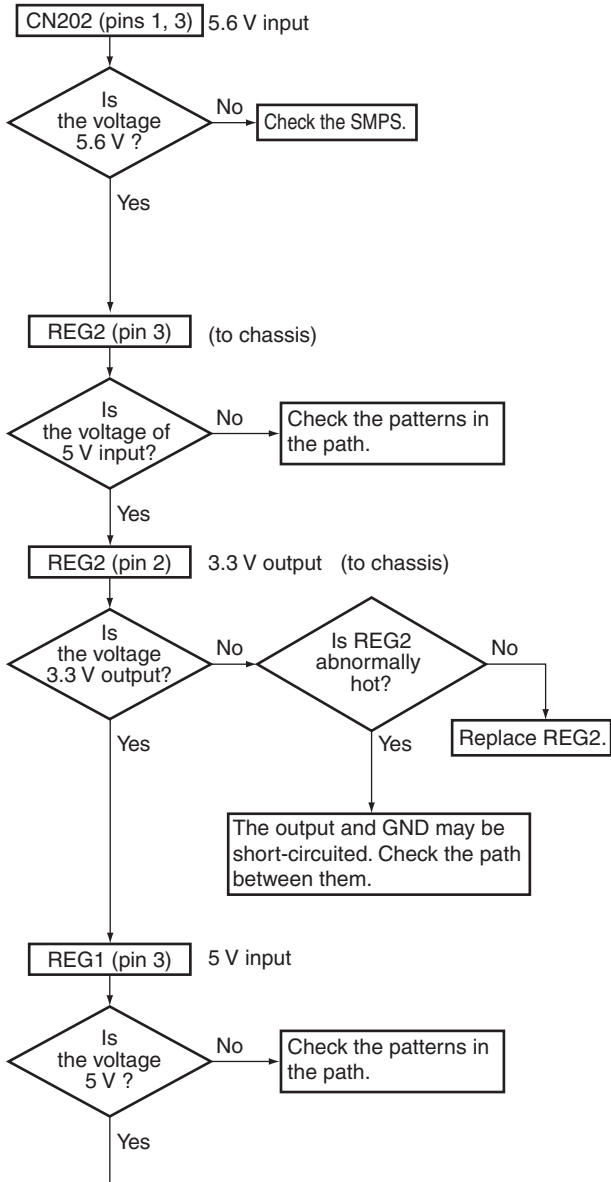 CN202 (pins 1, 3) 5.6 V input
Is
the voltage
5.6 V ?
No
Check the SMPS.
Yes
REG2 (pin 3) (to chassis)
Is
the voltage of
5 V input?
No
Check the patterns in
the path.
Yes
REG2 (pin 2) 3.3 V output (to chassis)
Is
the voltage
3.3 V output?
No
Is REG2
abnormally
hot?
No
Replace REG2.
Yes
Yes
The output and GND may be
short-circuited. Check the path
between them.
REG1 (pin 3) 5 V input
Is
the voltage
5 V ?
No
Check the patterns in
the path.
Yes